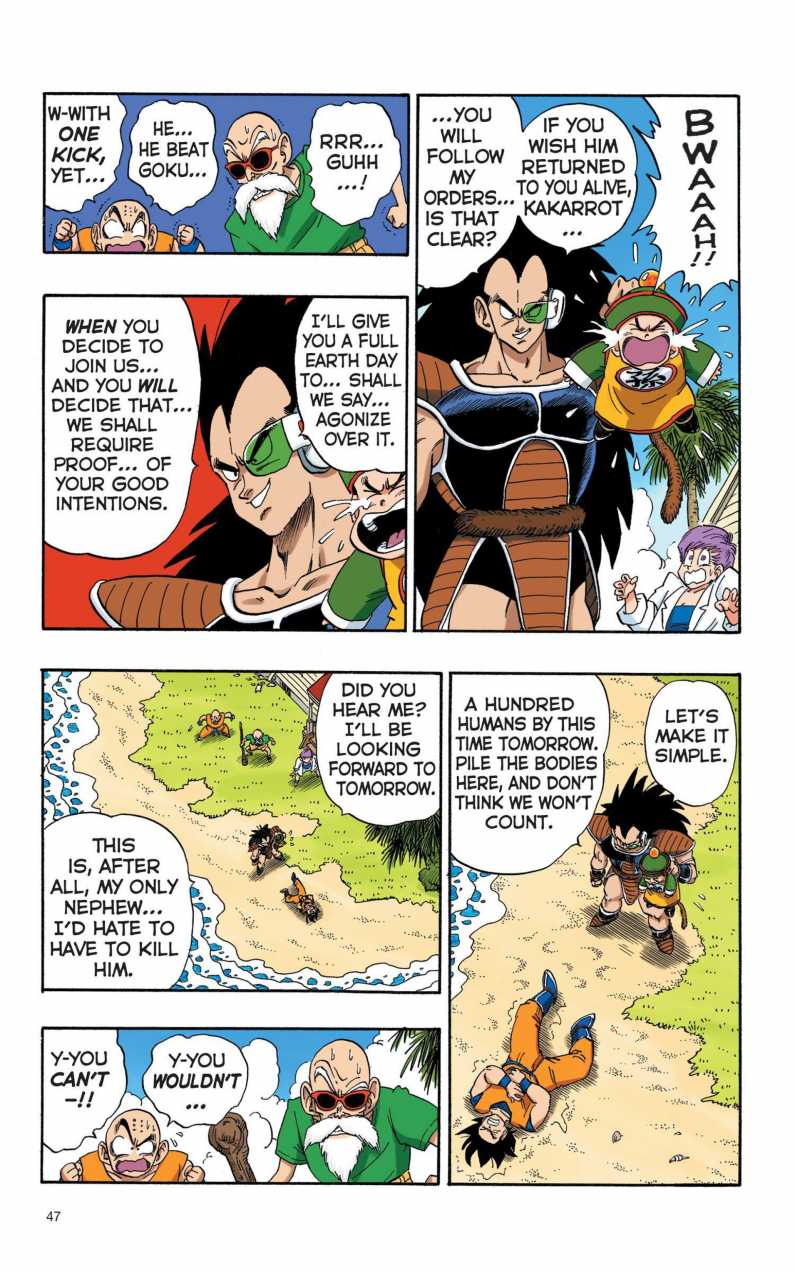 BWAAAH!!
IF YOU
WISH HIM
RETURNED
TO YOU ALIVE,
KAKARROT
...
...YOU
WILL
FOLLOW
MY
ORDERS...
IS THAT
CLEAR?
RRR...
GUHH
...!
HE...
HE BEAT
GOKU...
W-WITH
ONE
KICK,
YET...
I'LL GIVE
YOU A FULL
EARTH DAY
TO... SHALL
WE SAY...
AGONIZE
OVER IT.
WHEN YOU
DECIDE TO
JOIN US...
AND YOU WILL
DECIDE THAT...
WE SHALL
REQUIRE
PROOF... OF
YOUR GOOD
INTENTIONS.
LET'S
MAKE IT
SIMPLE.
A HUNDRED
HUMANS BY THIS
TIME TOMORROW.
PILE THE BODIES
HERE, AND DON'T
THINK WE WON'T
COUNT.
DID YOU
HEAR ME?
I'LL BE
LOOKING
FORWARD TO
TOMORROW.
THIS
IS, AFTER
ALL, MY ONLY
NEPHEW...
I'D HATE TO
HAVE TO KILL
HIM.
Y-YOU
WOULDN'T
...
Y-YOU
CAN'T
–!!
47